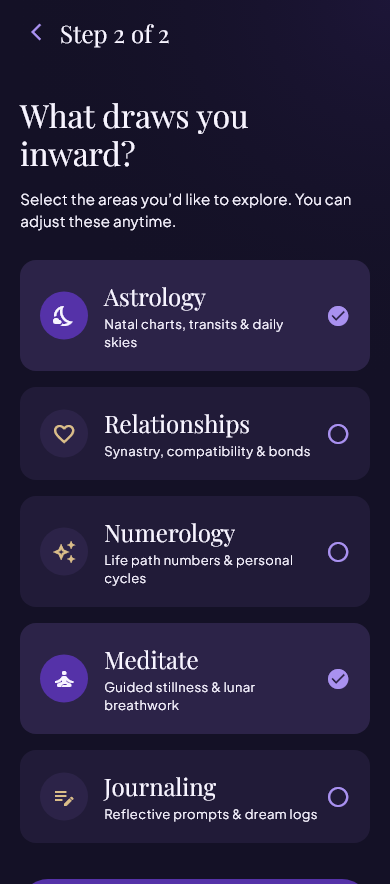 Step 2 of 2
What draws you
inward?
Select the areas you'd like to explore. You can
adjust these anytime.
Astrology
Natal charts, transits & daily
skies
Relationships
Synastry, compatibility & bonds
Numerology
Life path numbers & personal
cycles
Meditate
Guided stillness & lunar
breathwork
Journaling
Reflective prompts & dream logs